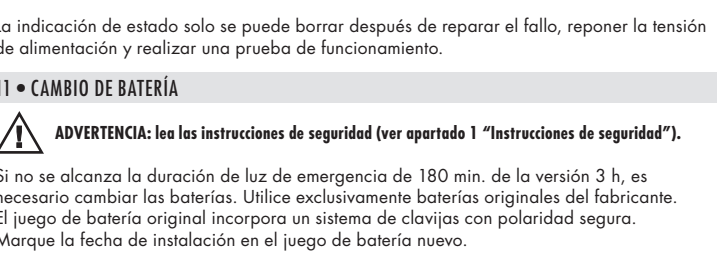 La indicación de estado solo se puede borrar después de reparar el fallo, reponer la tensión
de alimentación y realizar una prueba de funcionamiento.
11 • CAMBIO DE BATERÍA
ADVERTENCIA: lea las instrucciones de seguridad (ver apartado 1 “Instrucciones de seguridad”).
Si no se alcanza la duración de luz de emergencia de 180 min. de la versión 3 h, es
necesario cambiar las baterías. Utilice exclusivamente baterías originales del fabricante.
El juego de batería original incorpora un sistema de clavijas con polaridad segura.
Marque la fecha de instalación en el juego de batería nuevo.